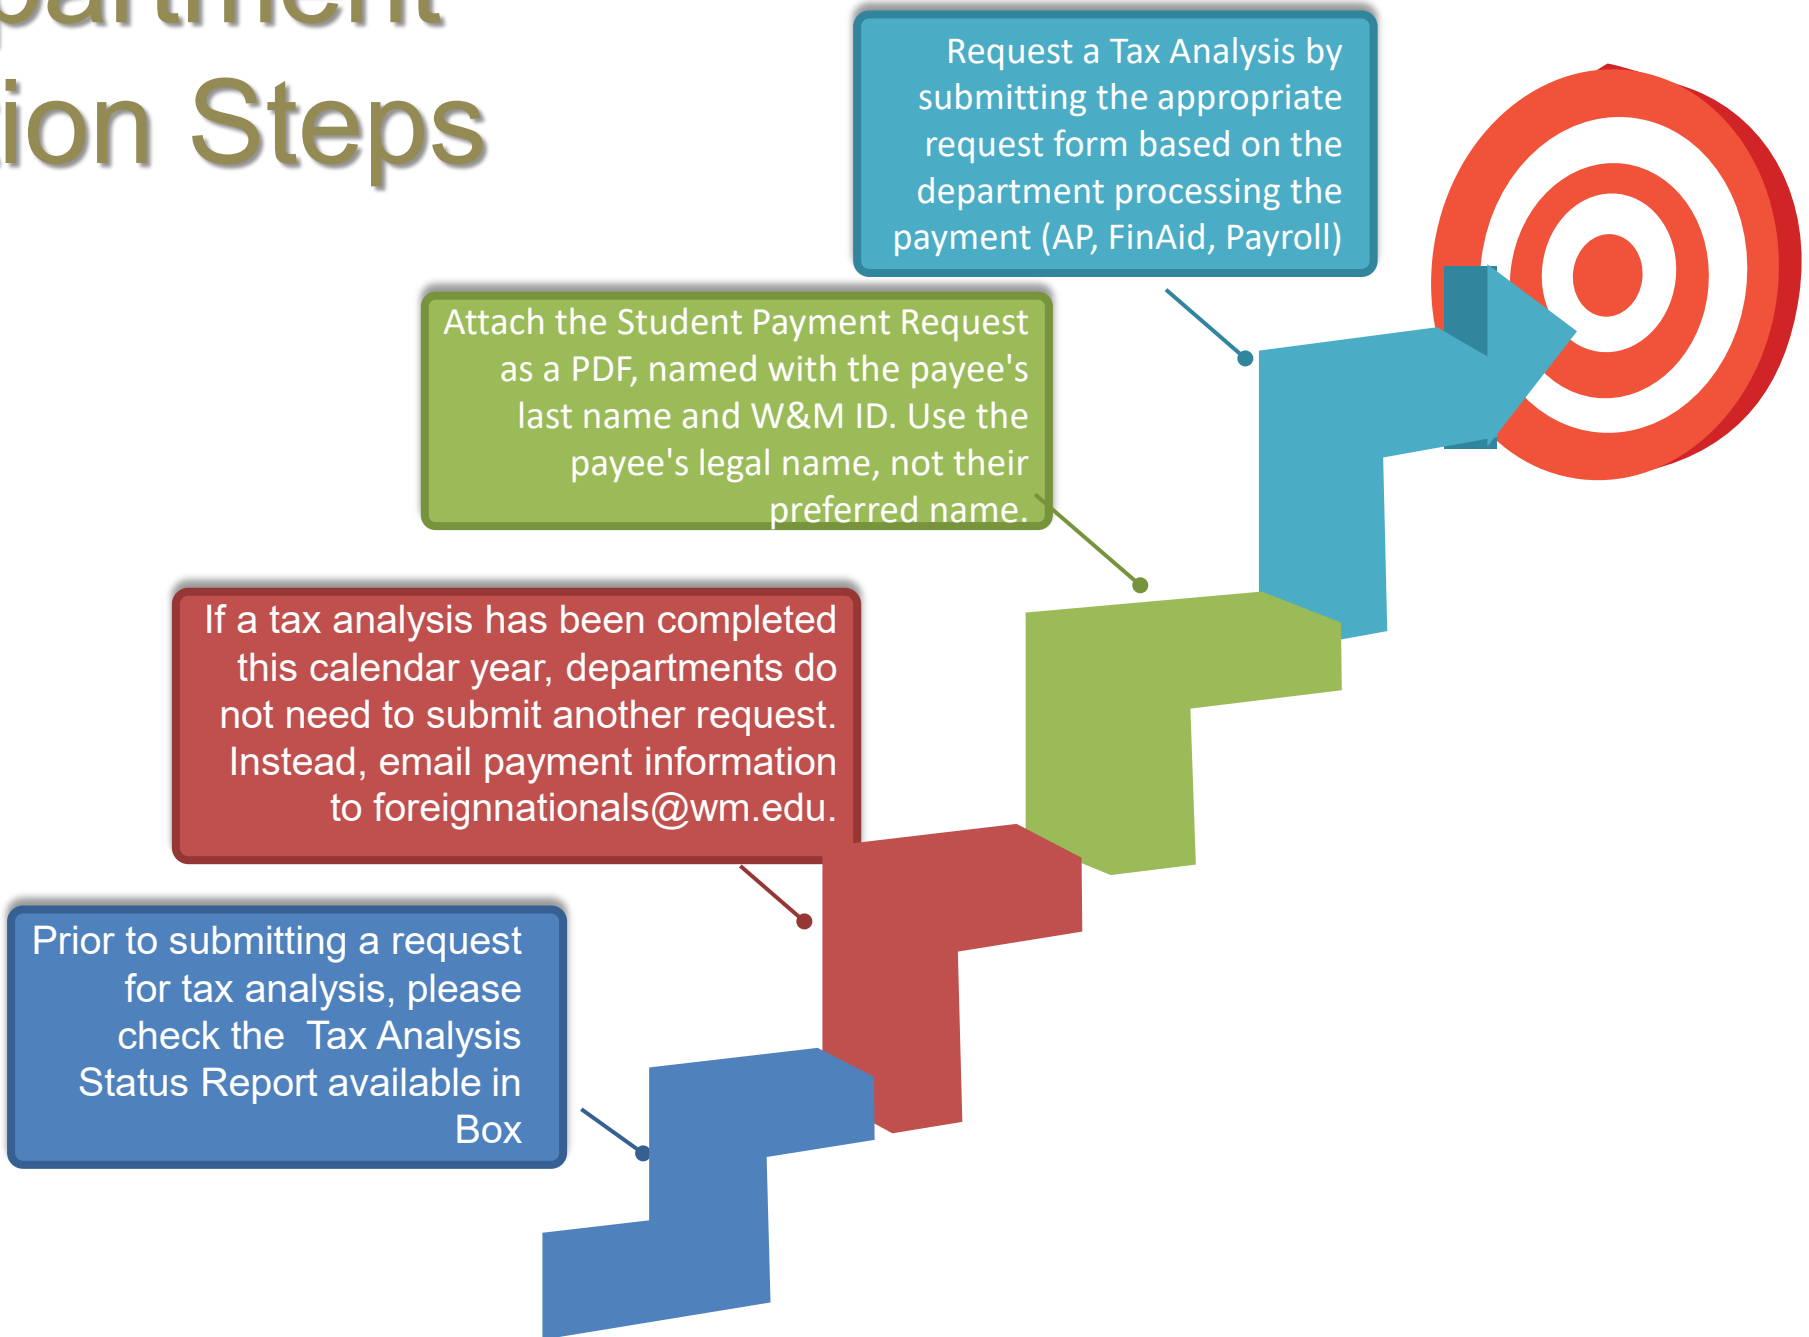 tion Steps
Request a Tax Analysis by
submitting the appropriate
request form based on the
department processing the
payment (AP, FinAid, Payroll)
Attach the Student Payment Request
as a PDF, named with the payee's
last name and W&M ID. Use the
payee's legal name, not their
preferred name.
If a tax analysis has been completed
this calendar year, departments do
not need to submit another request.
Instead, email payment information
to foreignnationals@wm.edu.
Prior to submitting a request
for tax analysis, please
check the  Tax Analysis
Status Report available in
Box